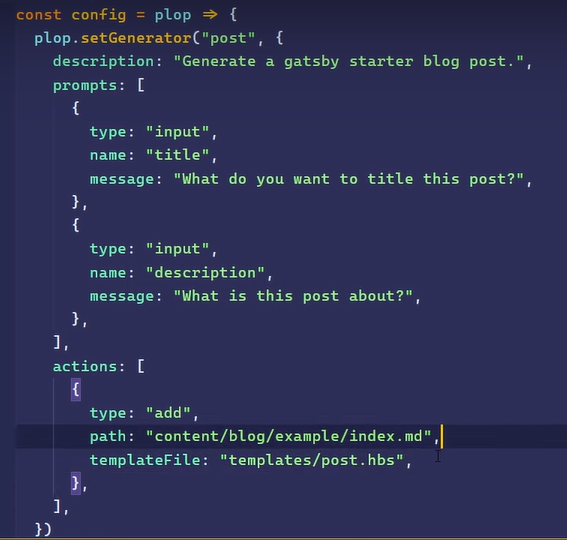 const config = plop => {
  plop.setGenerator("post", {
    description: "Generate a gatsby starter blog post.",
    prompts: [
      {
        type: "input",
        name: "title",
        message: "What do you want to title this post?",
      },
      {
        type: "input",
        name: "description",
        message: "What is this post about?",
      },
    ],
    actions: [
      {
        type: "add",
        path: "content/blog/example/index.md",
        templateFile: "templates/post.hbs",
      },
    ],
  })